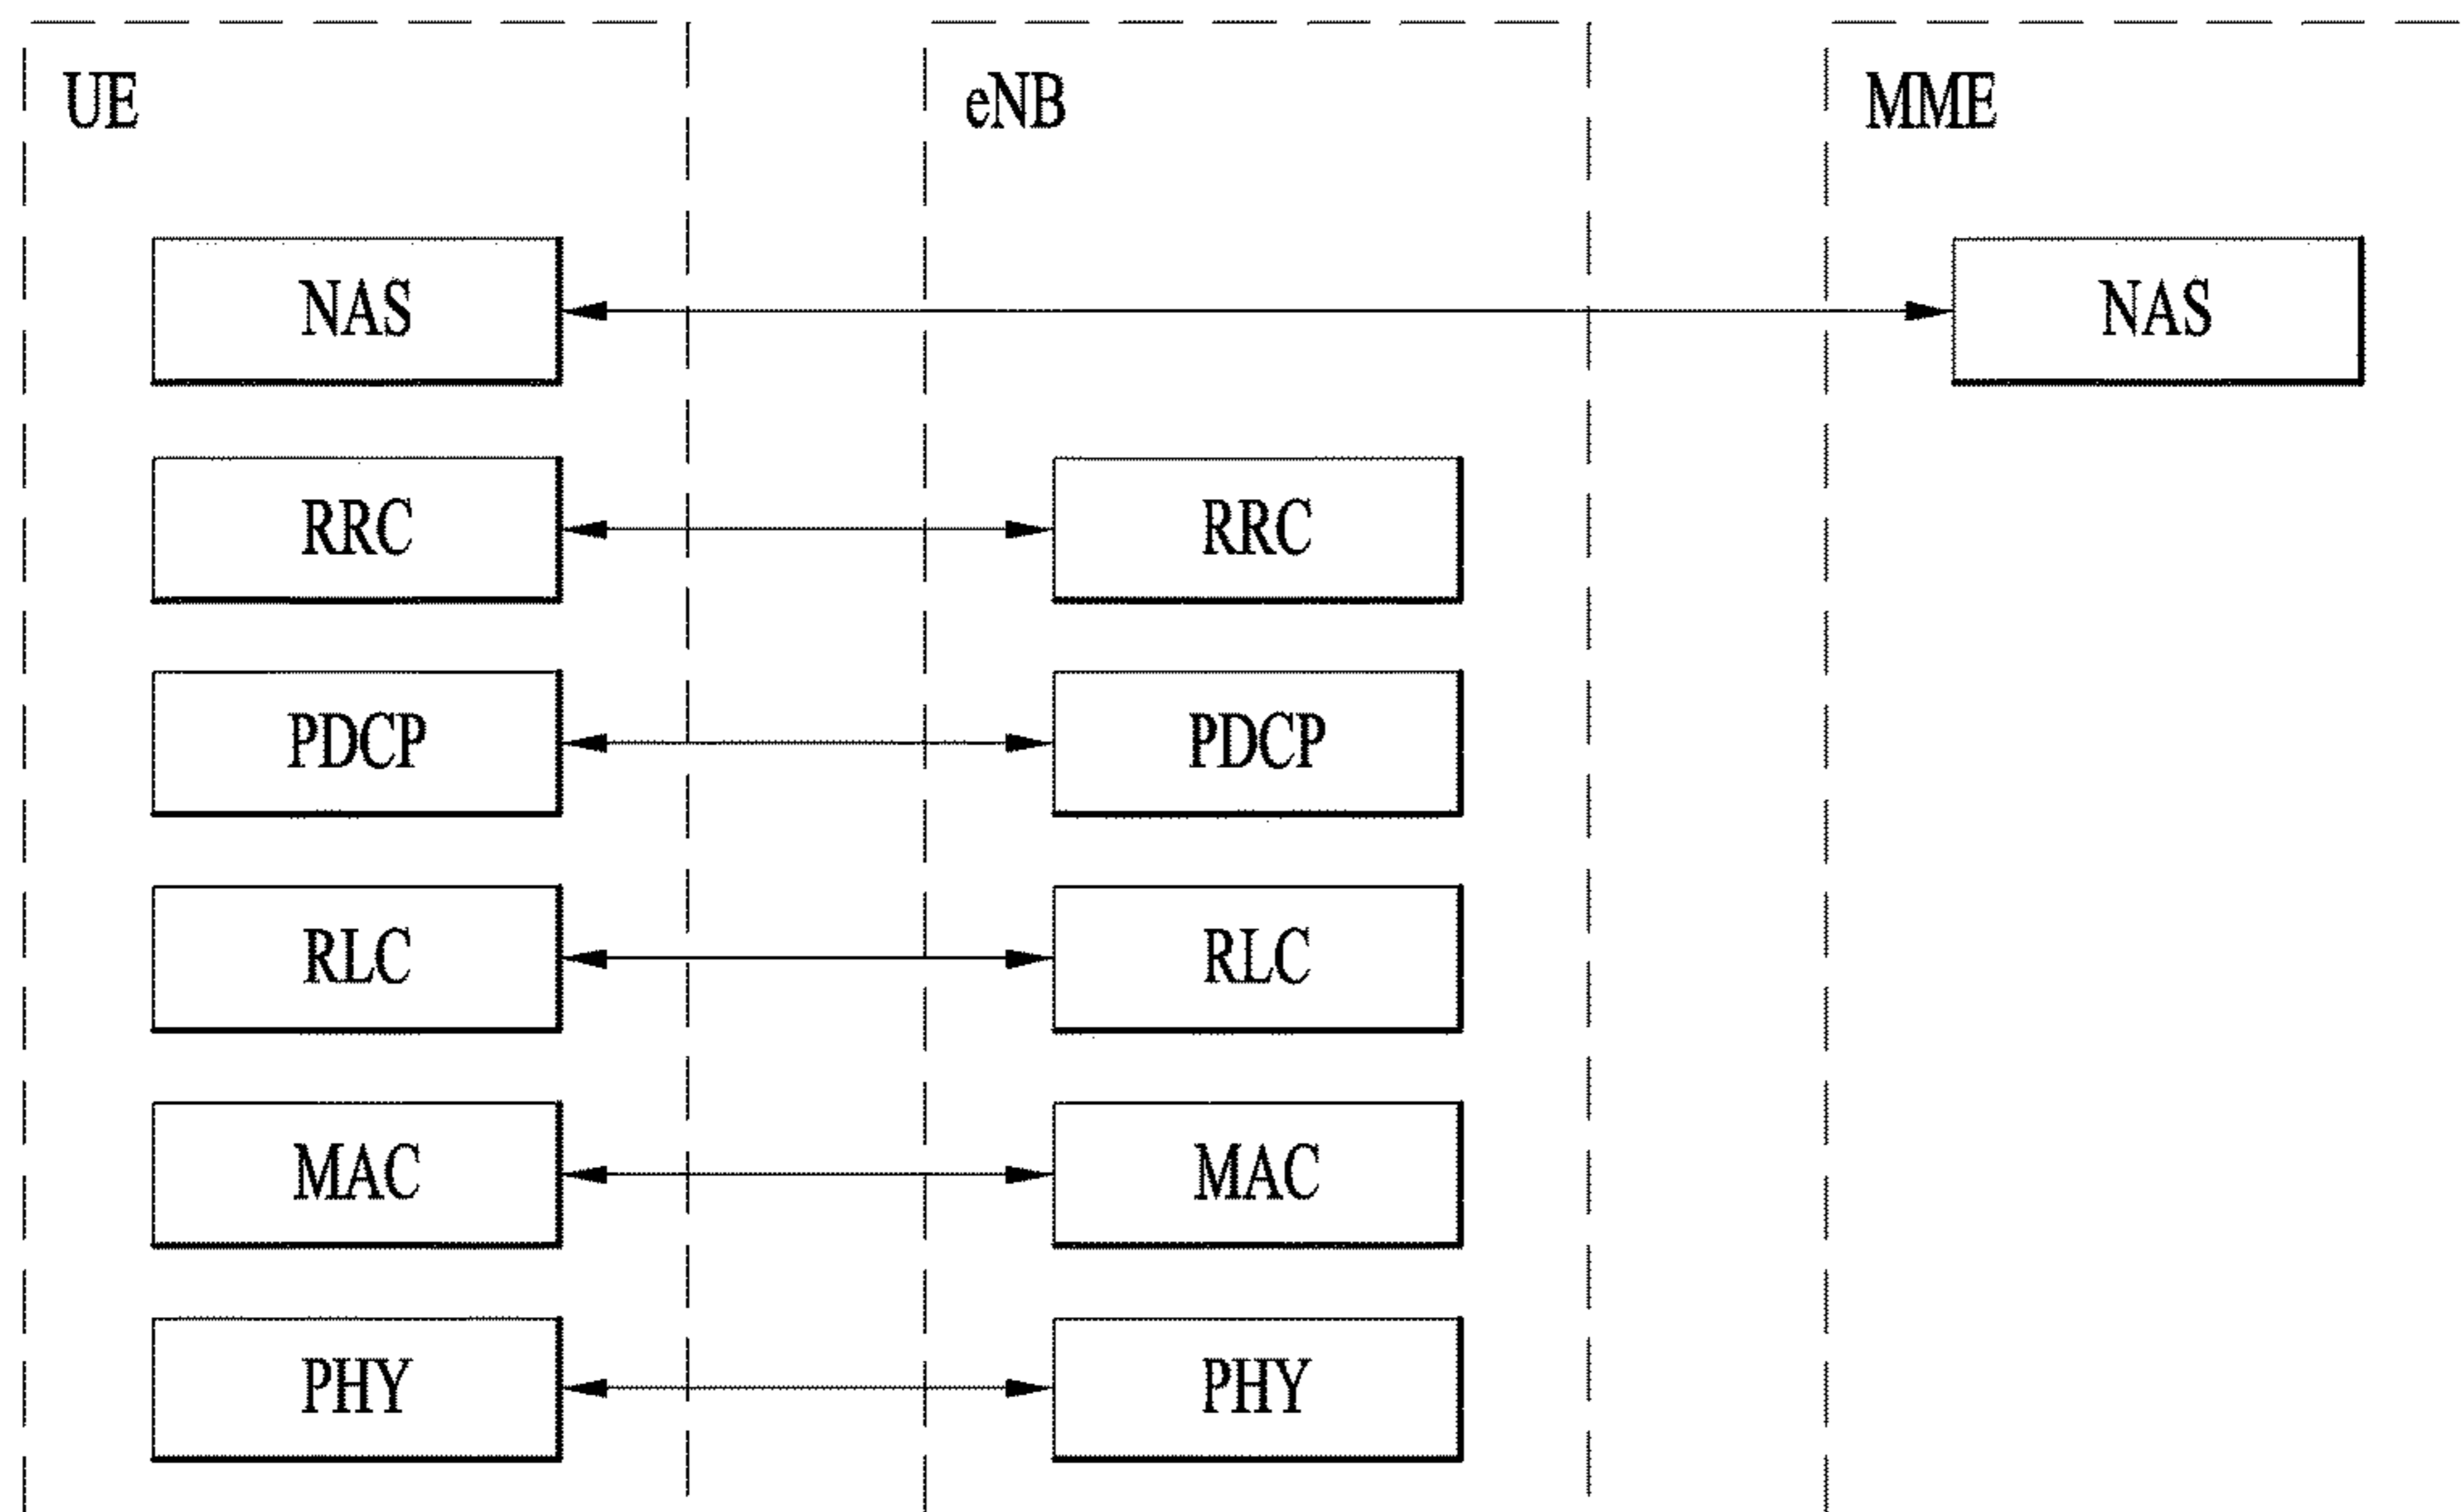 UE eNB MME
NAS NAS
RRC RRC
PDCP PDCP
RLC RLC
MAC MAC
PHY PHY